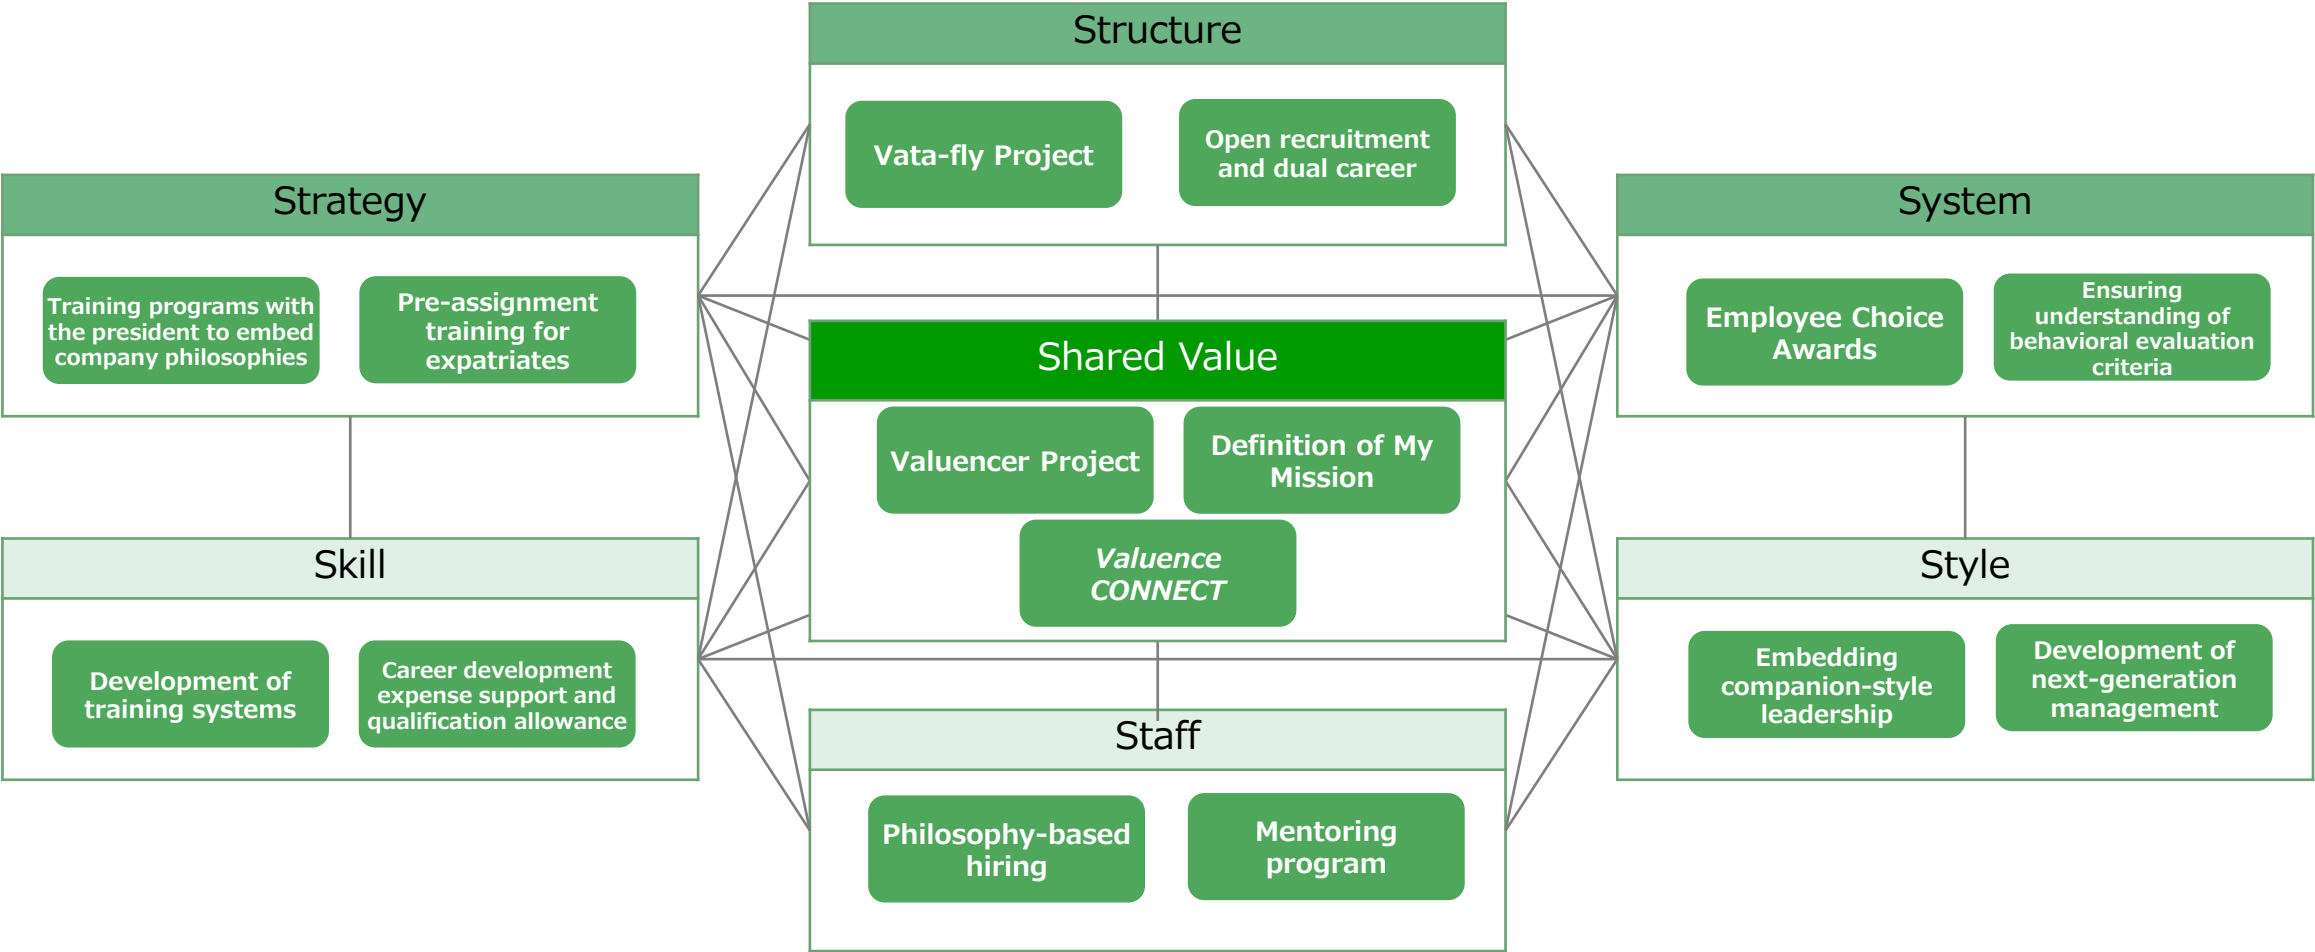 Structure
Vata-fly Project
Open recruitment
and dual career
Strategy
Training programs with
the president to embed
company philosophies
Pre-assignment
training for
expatriates
System
Employee Choice
Awards
Ensuring
understanding of
behavioral evaluation
criteria
Shared Value
Valuencer Project
Definition of My
Mission
Valuence
CONNECT
Skill
Development of
training systems
Career development
expense support and
qualification allowance
Style
Embedding
companion-style
leadership
Development of
next-generation
management
Staff
Philosophy-based
hiring
Mentoring
program